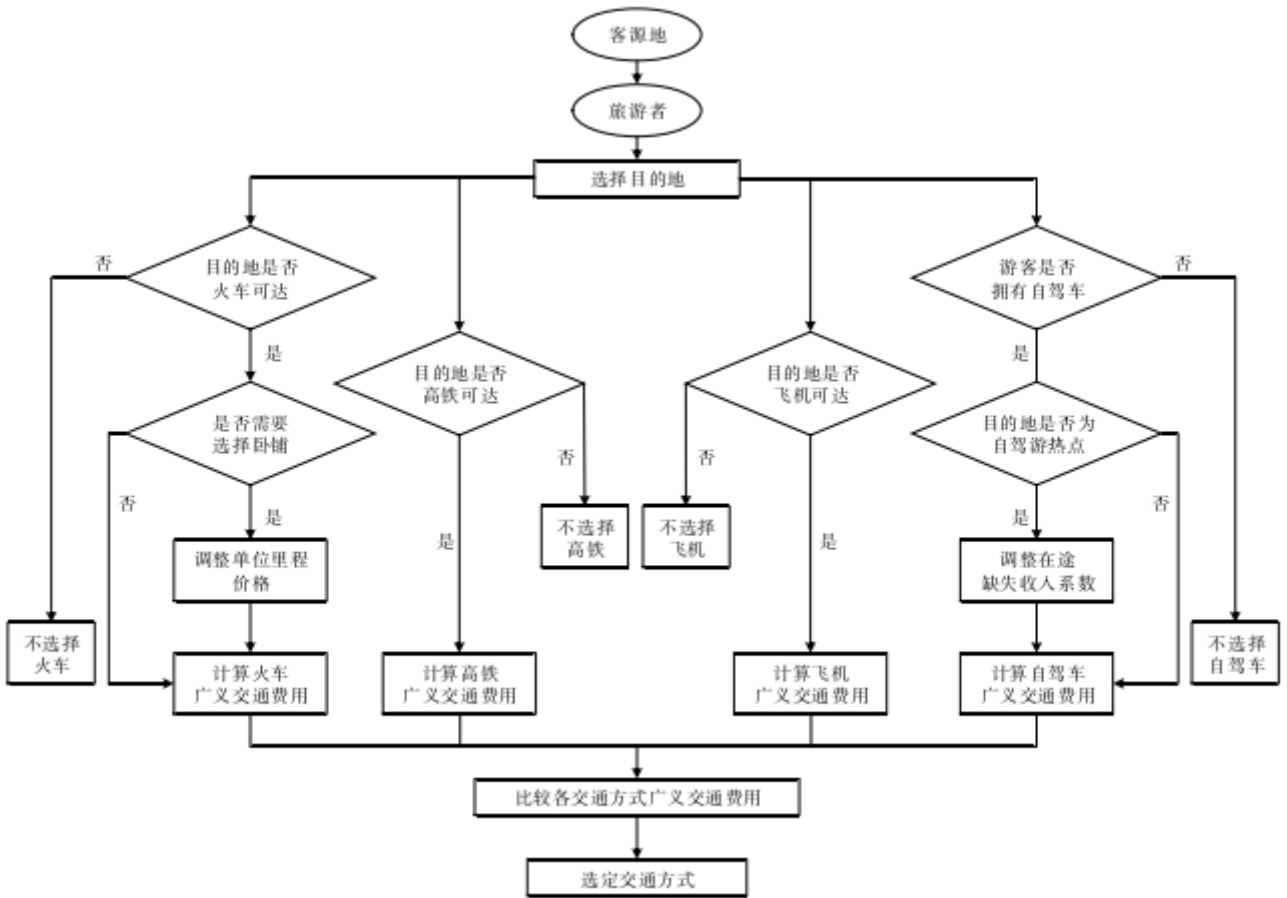 客源地
旅游者
选择目的地
否
目的地是否
火车可达
是
是否需要
选择卧铺
否
是
调整单位里程
价格
不选择
火车
计算火车
广义交通费用
目的地是否
高铁可达
否
不选择
高铁
是
计算高铁
广义交通费用
目的地是否
飞机可达
否
不选择
飞机
是
计算飞机
广义交通费用
游客是否
拥有自驾车
否
是
目的地是否为
自驾游热点
是
否
调整在途
缺失收入系数
不选择
自驾车
计算自驾车
广义交通费用
比较各交通方式广义交通费用
选定交通方式